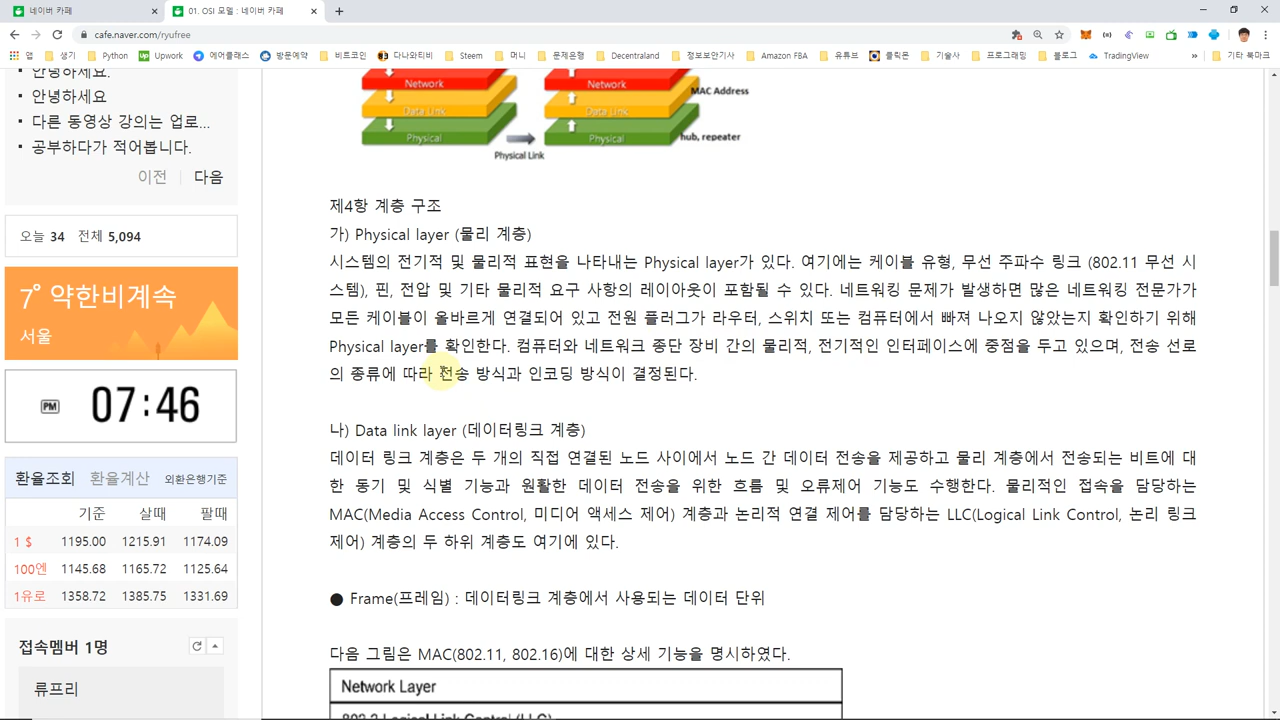 네이버 카페
01. OSI 모델 : 네이버 카페
cafe.naver.com/ryufree
앱
생기
Python
Upwork
에어클래스
방문예약
비트코인
다나와티비
Steem
머니
문제은행
Decentraland
정보보안기사
Amazon FBA
유튜브
클릭몬
기술사
프로그래밍
블로그
TradingView
»
기타 북마크
안녕하세요.
안녕하세요
다른 동영상 강의는 업로...
공부하다가 적어봅니다.
이전 다음
오늘 34 전체 5,094
7° 약한비계속
서울
PM 07:46
환율조회 환율계산 외환은행기준
기준 살때 팔때
1 $ 1195.00 1215.91 1174.09
100엔 1145.68 1165.72 1125.64
1유로 1358.72 1385.75 1331.69
접속멤버 1명
류프리
Network Network
MAC Address
Data Link Data Link
Physical Physical
hub, repeater
Physical Link
제4항 계층 구조
가) Physical layer (물리 계층)
시스템의 전기적 및 물리적 표현을 나타내는 Physical layer가 있다. 여기에는 케이블 유형, 무선 주파수 링크 (802.11 무선 시
스템), 핀, 전압 및 기타 물리적 요구 사항의 레이아웃이 포함될 수 있다. 네트워킹 문제가 발생하면 많은 네트워킹 전문가가
모든 케이블이 올바르게 연결되어 있고 전원 플러그가 라우터, 스위치 또는 컴퓨터에서 빠져 나오지 않았는지 확인하기 위해
Physical layer를 확인한다. 컴퓨터와 네트워크 종단 장비 간의 물리적, 전기적인 인터페이스에 중점을 두고 있으며, 전송 선로
의 종류에 따라 전송 방식과 인코딩 방식이 결정된다.
나) Data link layer (데이터링크 계층)
데이터 링크 계층은 두 개의 직접 연결된 노드 사이에서 노드 간 데이터 전송을 제공하고 물리 계층에서 전송되는 비트에 대
한 동기 및 식별 기능과 원활한 데이터 전송을 위한 흐름 및 오류제어 기능도 수행한다. 물리적인 접속을 담당하는
MAC(Media Access Control, 미디어 액세스 제어) 계층과 논리적 연결 제어를 담당하는 LLC(Logical Link Control, 논리 링크
제어) 계층의 두 하위 계층도 여기에 있다.
● Frame(프레임) : 데이터링크 계층에서 사용되는 데이터 단위
다음 그림은 MAC(802.11, 802.16)에 대한 상세 기능을 명시하였다.
Network Layer
802.2 Logical Link Control (LLC)